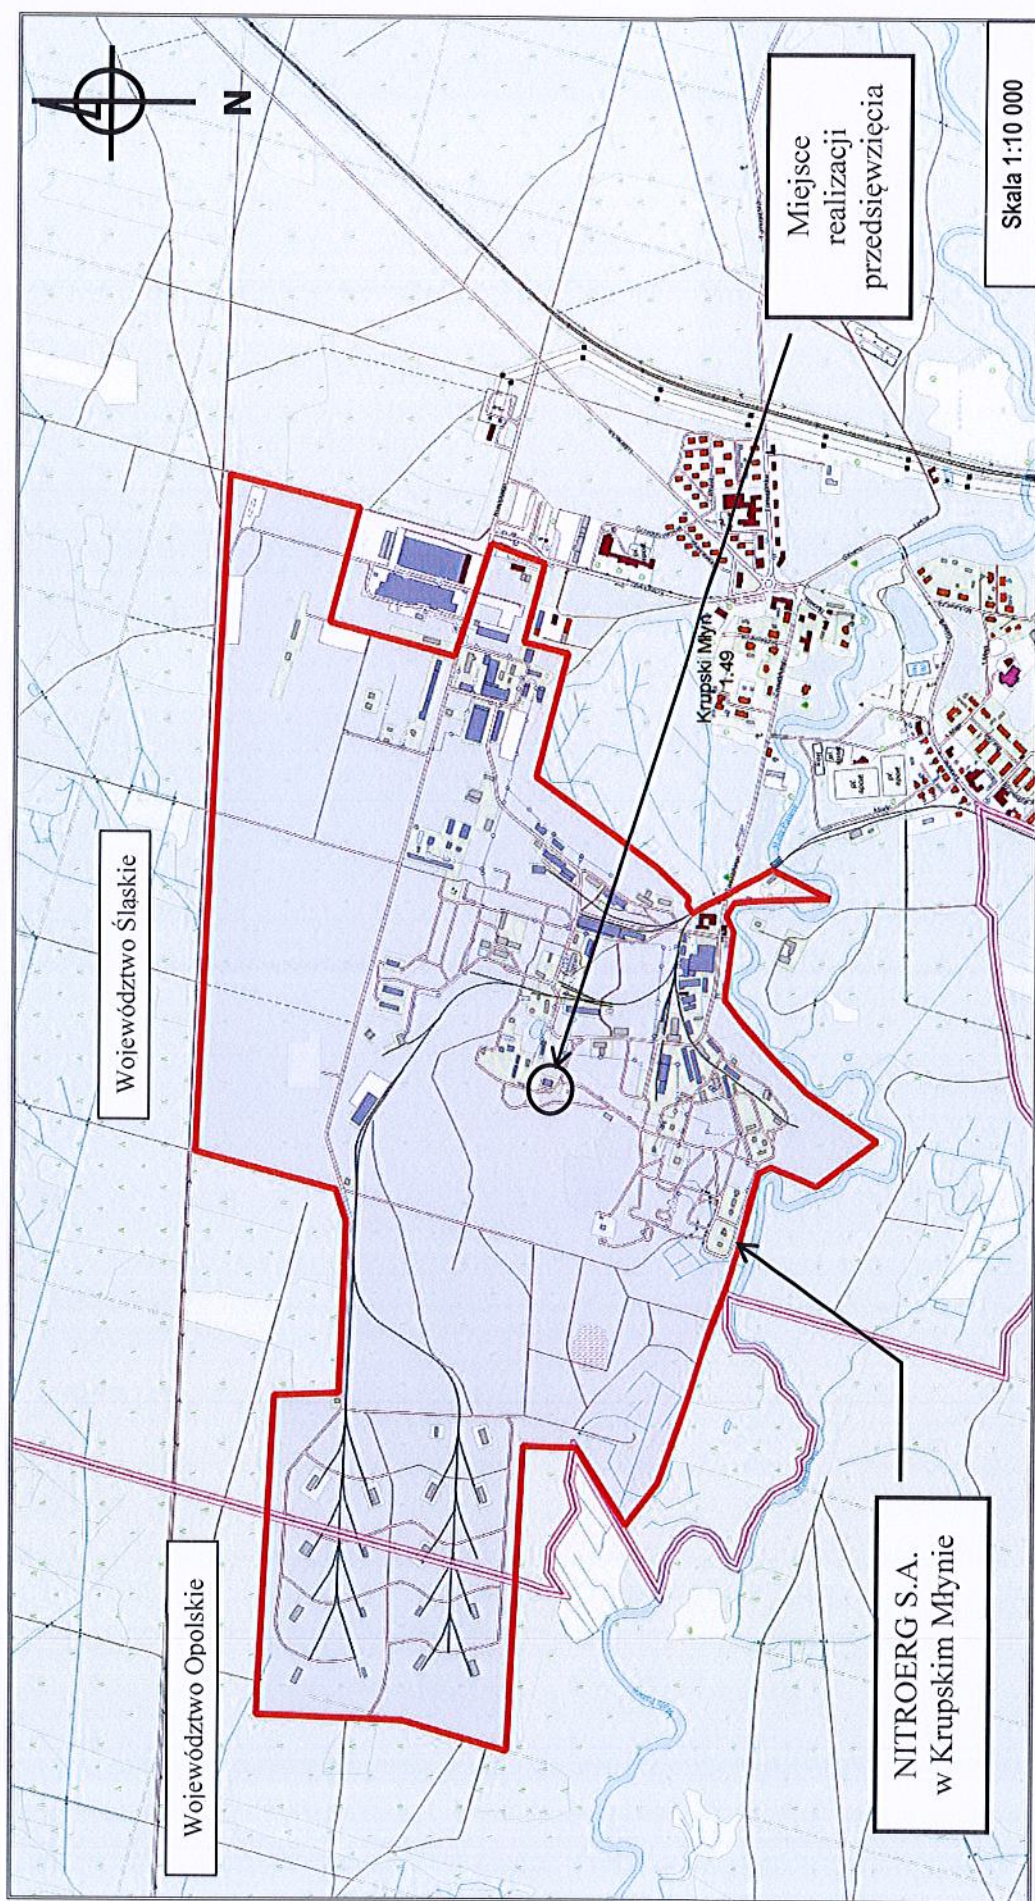 N
Województwo Opolskie
Województwo Śląskie
Miejsce
realizacji
przedsięwzięcia
Krupski Młyn
1.49
NITROERG S.A.
w Krupskim Młynie
Skala 1:10 000